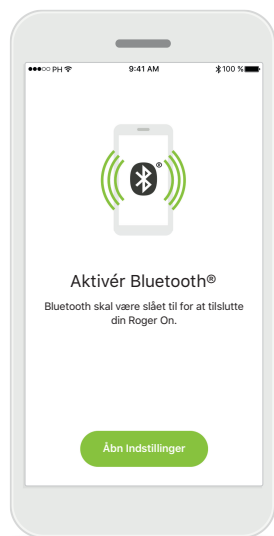 PH 9:41 AM 100 %
®
Aktivér Bluetooth®
Bluetooth skal være slået til for at tilslutte
din Roger On.
Åbn Indstillinger